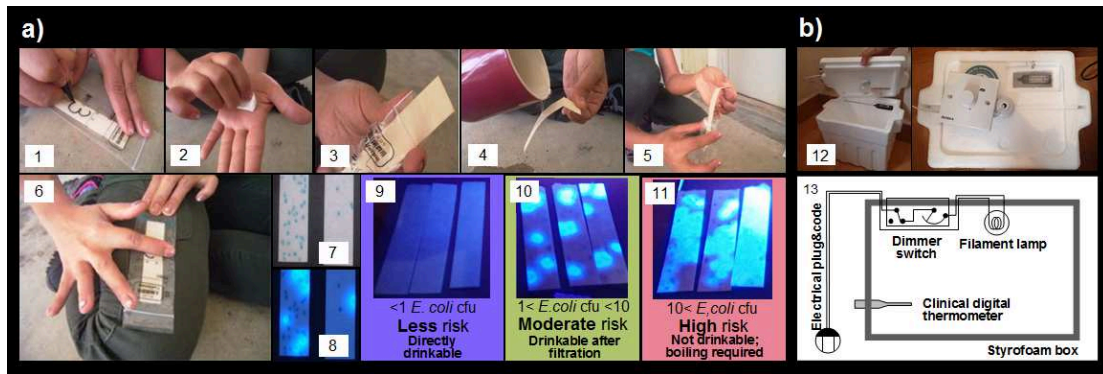 a)
1
2
3
4
5
6
7
8
9
<1 E. coli cfu
Less risk
Directly
drinkable
10
1< E.coli cfu <10
Moderate risk
Drinkable after
filtration
11
10< E,coli cfu
High risk
Not drinkable;
boiling required
b)
12
13
Electrical plug&code
Dimmer
switch
Filament lamp
Clinical digital
thermometer
Styrofoam box